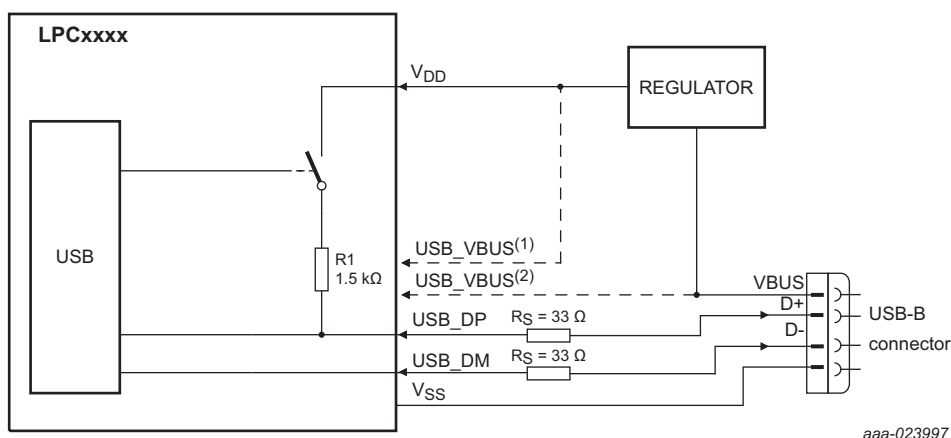 LPCxxxx
VDD
REGULATOR
USB
R1
1.5 kΩ
USB_VBUS(1)
USB_VBUS(2)
VBUS
D+
USB-B
USB_DP
RS = 33 Ω
D-
connector
USB_DM
RS = 33 Ω
VSS
aaa-023997